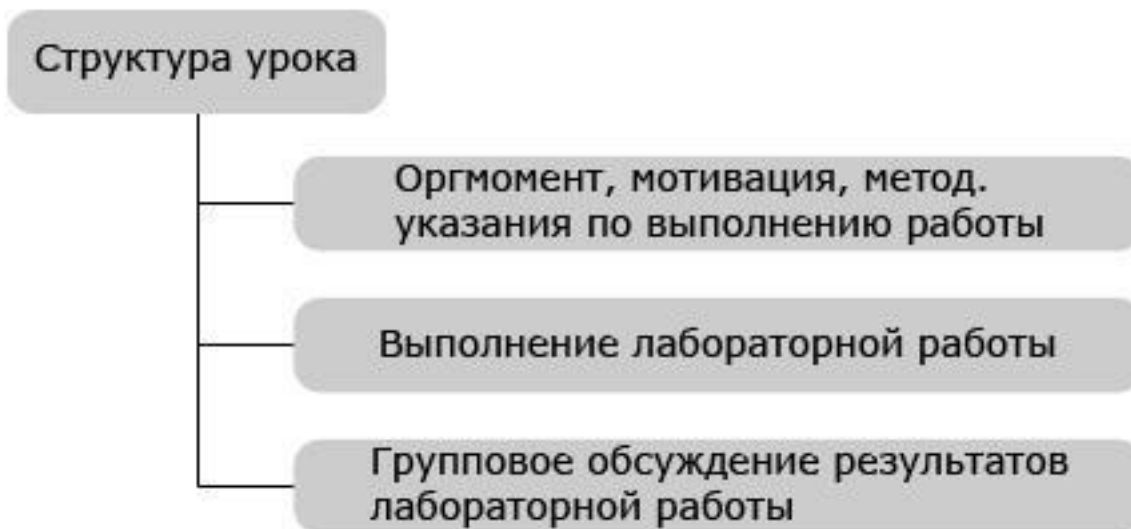 Структура урока
Оргмомент, мотивация, метод.
указания по выполнению работы
Выполнение лабораторной работы
Групповое обсуждение результатов
лабораторной работы